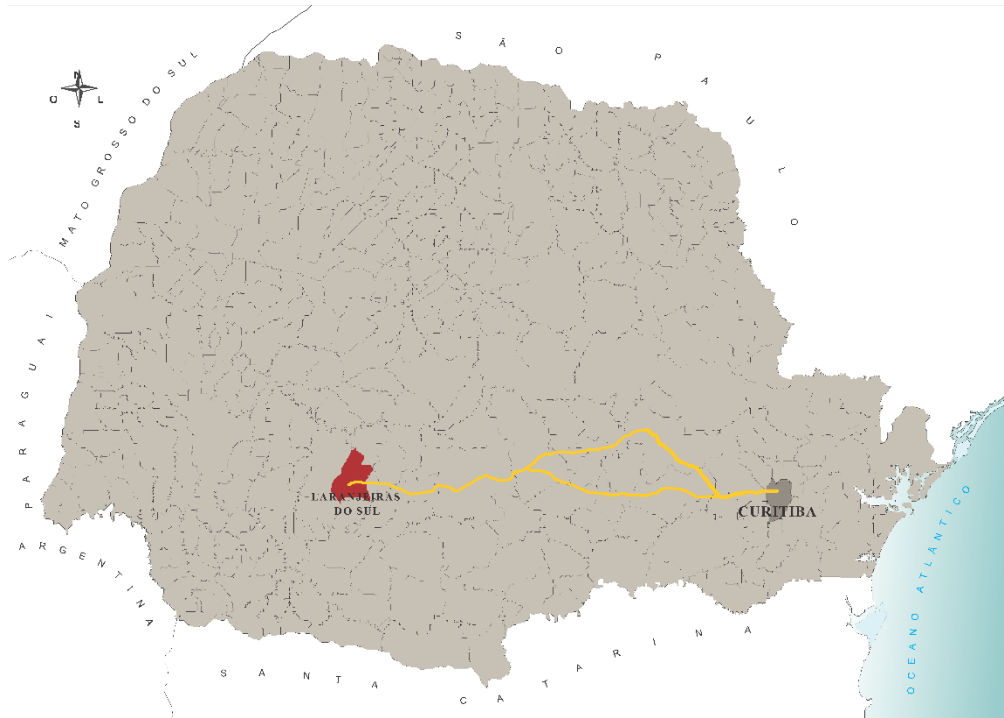 SÃO PAULO
N
O L
S
MATO GROSSO DO SUL
PARAGUAI
LARANJEIRAS
DO SUL
CURITIBA
OCEANO ATLÂNTICO
ARGENTINA
SANTA CATARINA